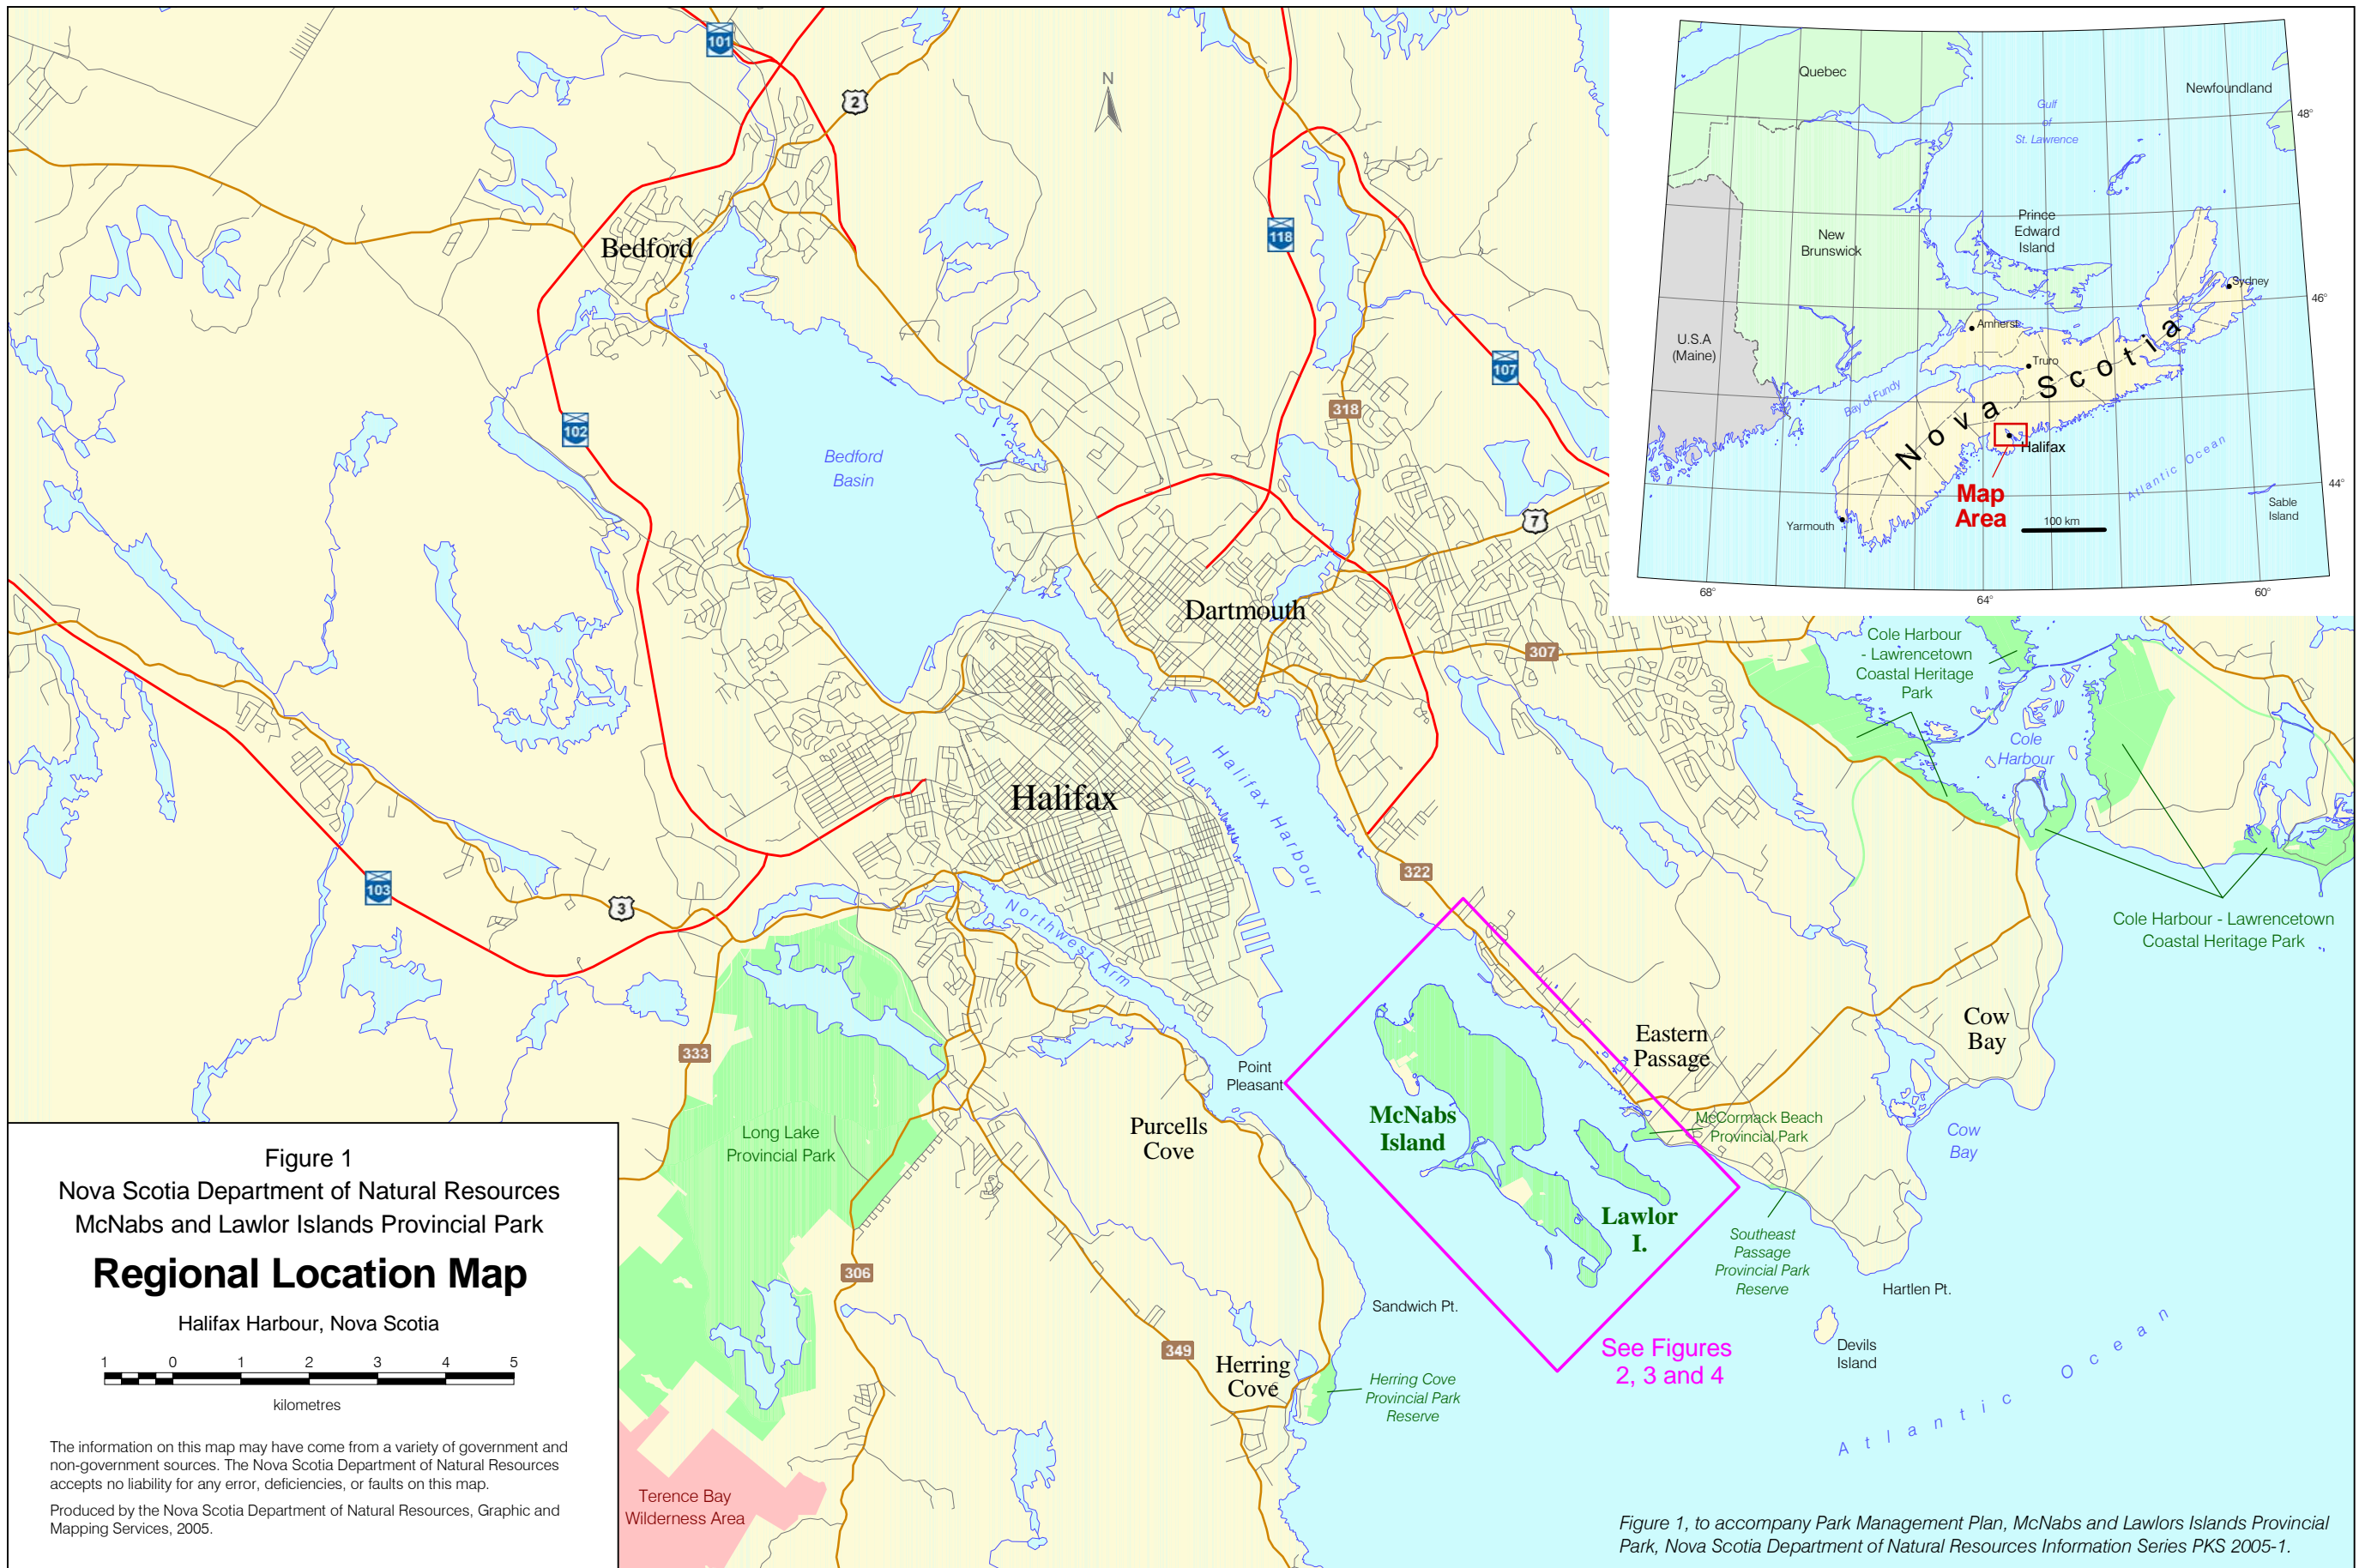 101
2
N
118
Bedford
107
102
318
Bedford
Basin
7
Dartmouth
307
Halifax
Halifax Harbour
322
103
3
Northwest Arm
333
Point
Pleasant
Long Lake
Provincial Park
Purcells
Cove
McNabs
Island
Lawlor
I.
Eastern
Passage
McCormack Beach
Provincial Park
Cow
Bay
Cow
Bay
Southeast
Passage
Provincial Park
Reserve
Hartlen Pt.
Devils
Island
Sandwich Pt.
306
349
Herring
Cove
Herring Cove
Provincial Park
Reserve
See Figures
2, 3 and 4
Atlantic Ocean
Terence Bay
Wilderness Area
Cole Harbour
- Lawrencetown
Coastal Heritage
Park
Cole
Harbour
Cole Harbour - Lawrencetown
Coastal Heritage Park
Quebec
Newfoundland
Gulf
of
St. Lawrence
48°
Prince
Edward
Island
New
Brunswick
Sydney
46°
Amherst
U.S.A
(Maine)
Truro
Nova Scotia
Bay of Fundy
Halifax
Atlantic Ocean
44°
Map
Area
Sable
Island
Yarmouth
100 km
68°
64°
60°
Figure 1
Nova Scotia Department of Natural Resources
McNabs and Lawlor Islands Provincial Park
Regional Location Map
Halifax Harbour, Nova Scotia
1 0 1 2 3 4 5
kilometres
The information on this map may have come from a variety of government and
non-government sources. The Nova Scotia Department of Natural Resources
accepts no liability for any error, deficiencies, or faults on this map.
Produced by the Nova Scotia Department of Natural Resources, Graphic and
Mapping Services, 2005.
Figure 1, to accompany Park Management Plan, McNabs and Lawlors Islands Provincial
Park, Nova Scotia Department of Natural Resources Information Series PKS 2005-1.